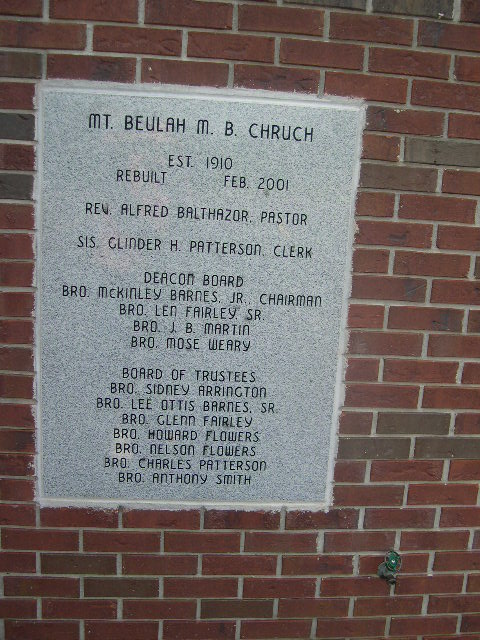 MT. BEULAH M. B. CHRUCH
EST. 1910
REBUILT FEB. 2001
REV. ALFRED BALTHAZOR, PASTOR
SIS. GLINDER H. PATTERSON, CLERK
DEACON BOARD
BRO. McKINLEY BARNES, JR. CHAIRMAN
BRO. LEN FAIRLEY SR.
BRO. J. B. MARTIN
BRO. MOSE WEARY
BOARD OF TRUSTEES
BRO. SIDNEY ARRINGTON
BRO. LEE OTTIS BARNES, SR.
BRO. GLENN FAIRLEY
BRO. HOWARD FLOWERS
BRO. NELSON FLOWERS
BRO. CHARLES PATTERSON
BRO. ANTHONY SMITH